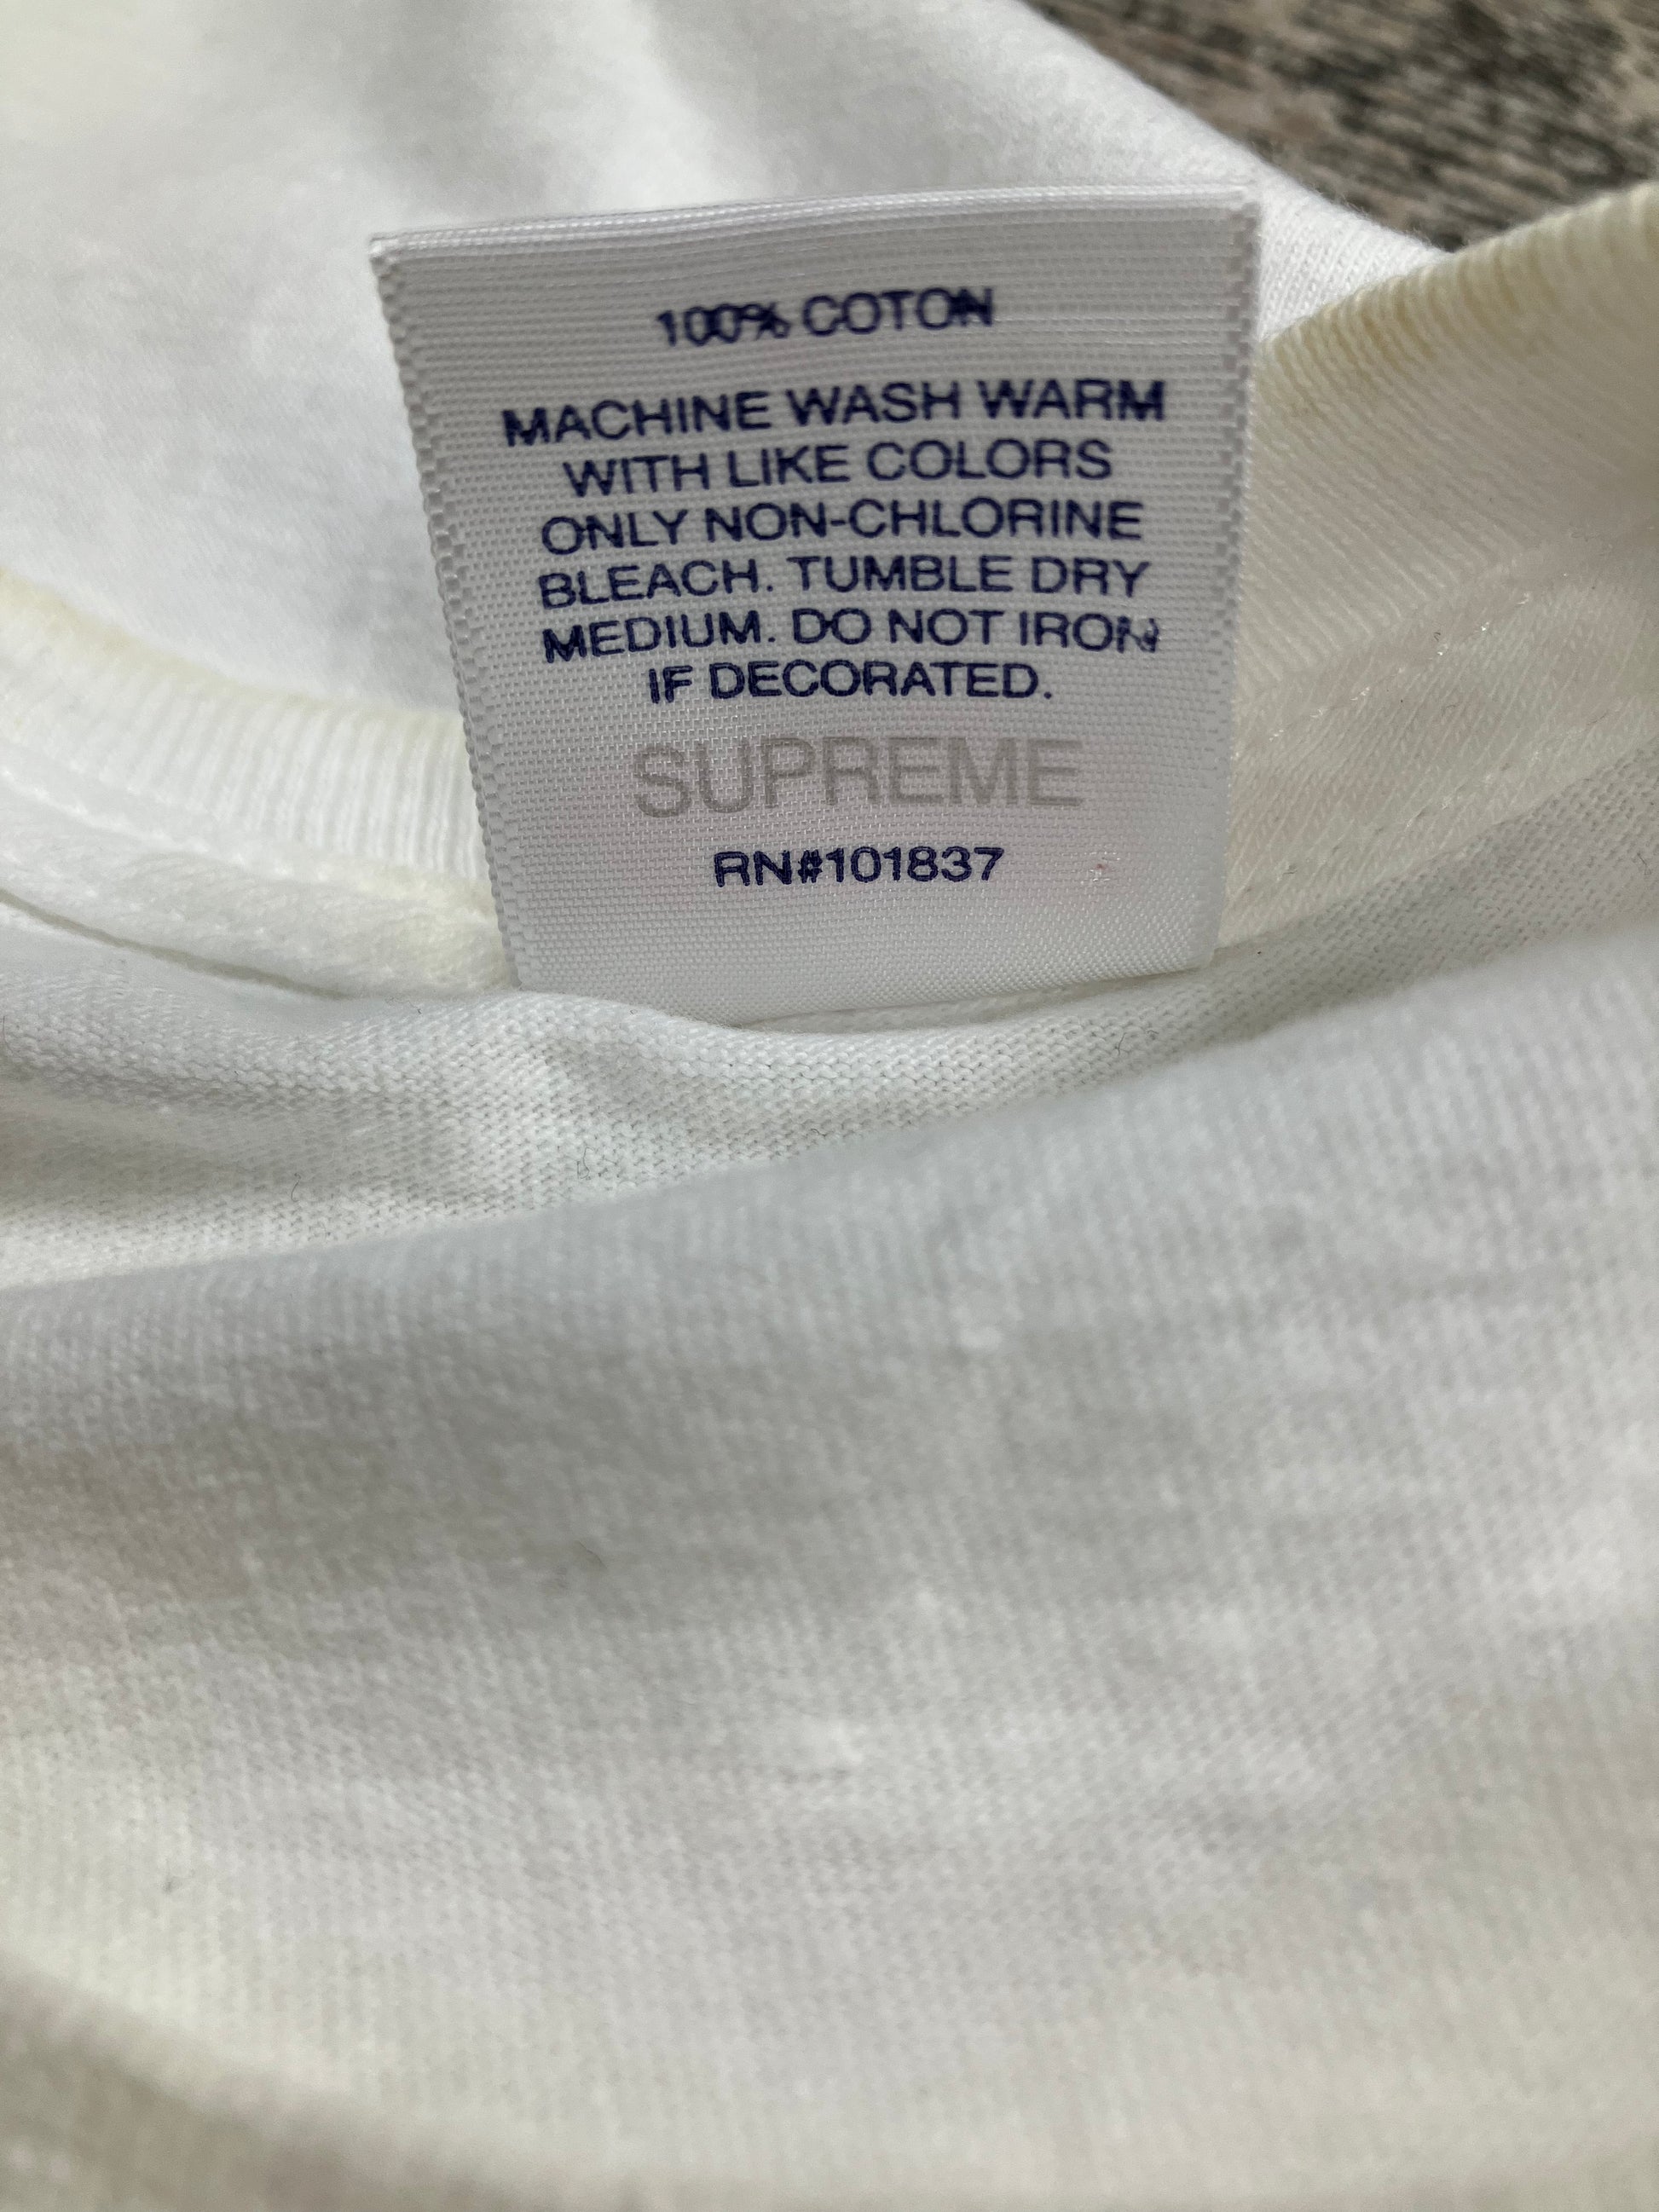 100% COTON
MACHINE WASH WARM
WITH LIKE COLORS
ONLY NON-CHLORINE
BLEACH. TUMBLE DRY
MEDIUM. DO NOT IRON
IF DECORATED.
SUPREME
RN#101837